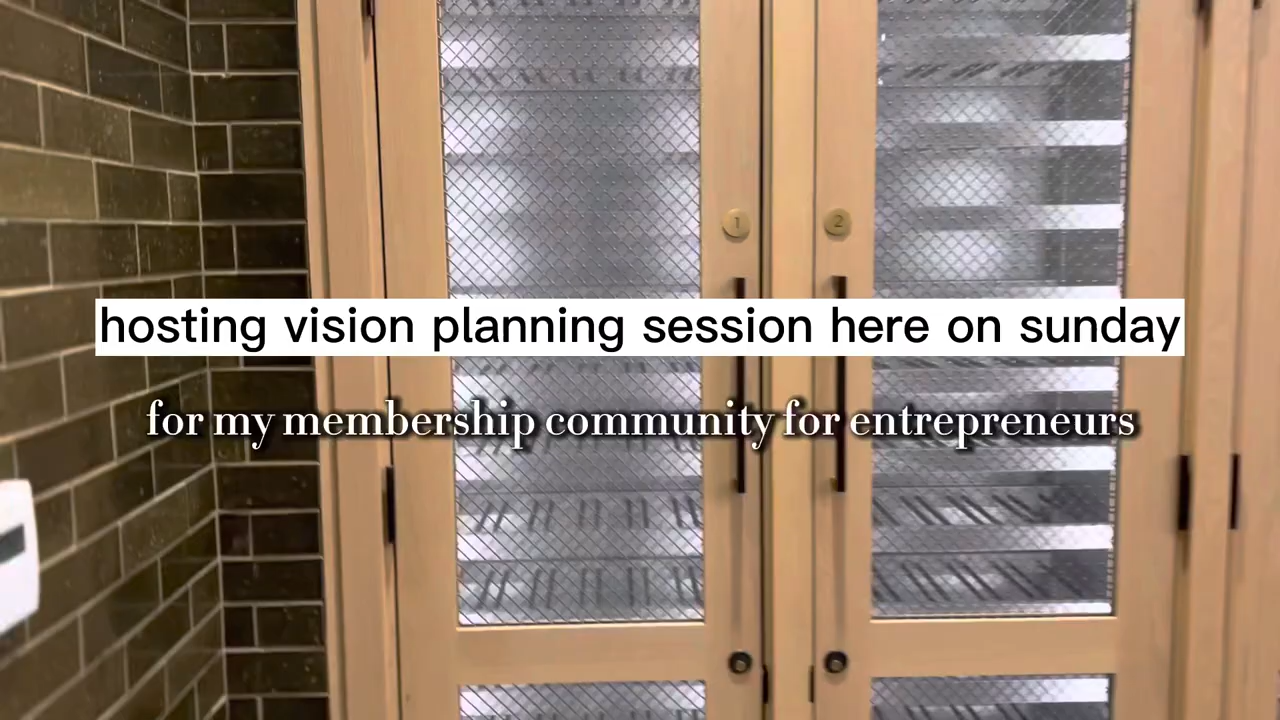 1 2
hosting vision planning session here on sunday
for my membership community for entrepreneurs